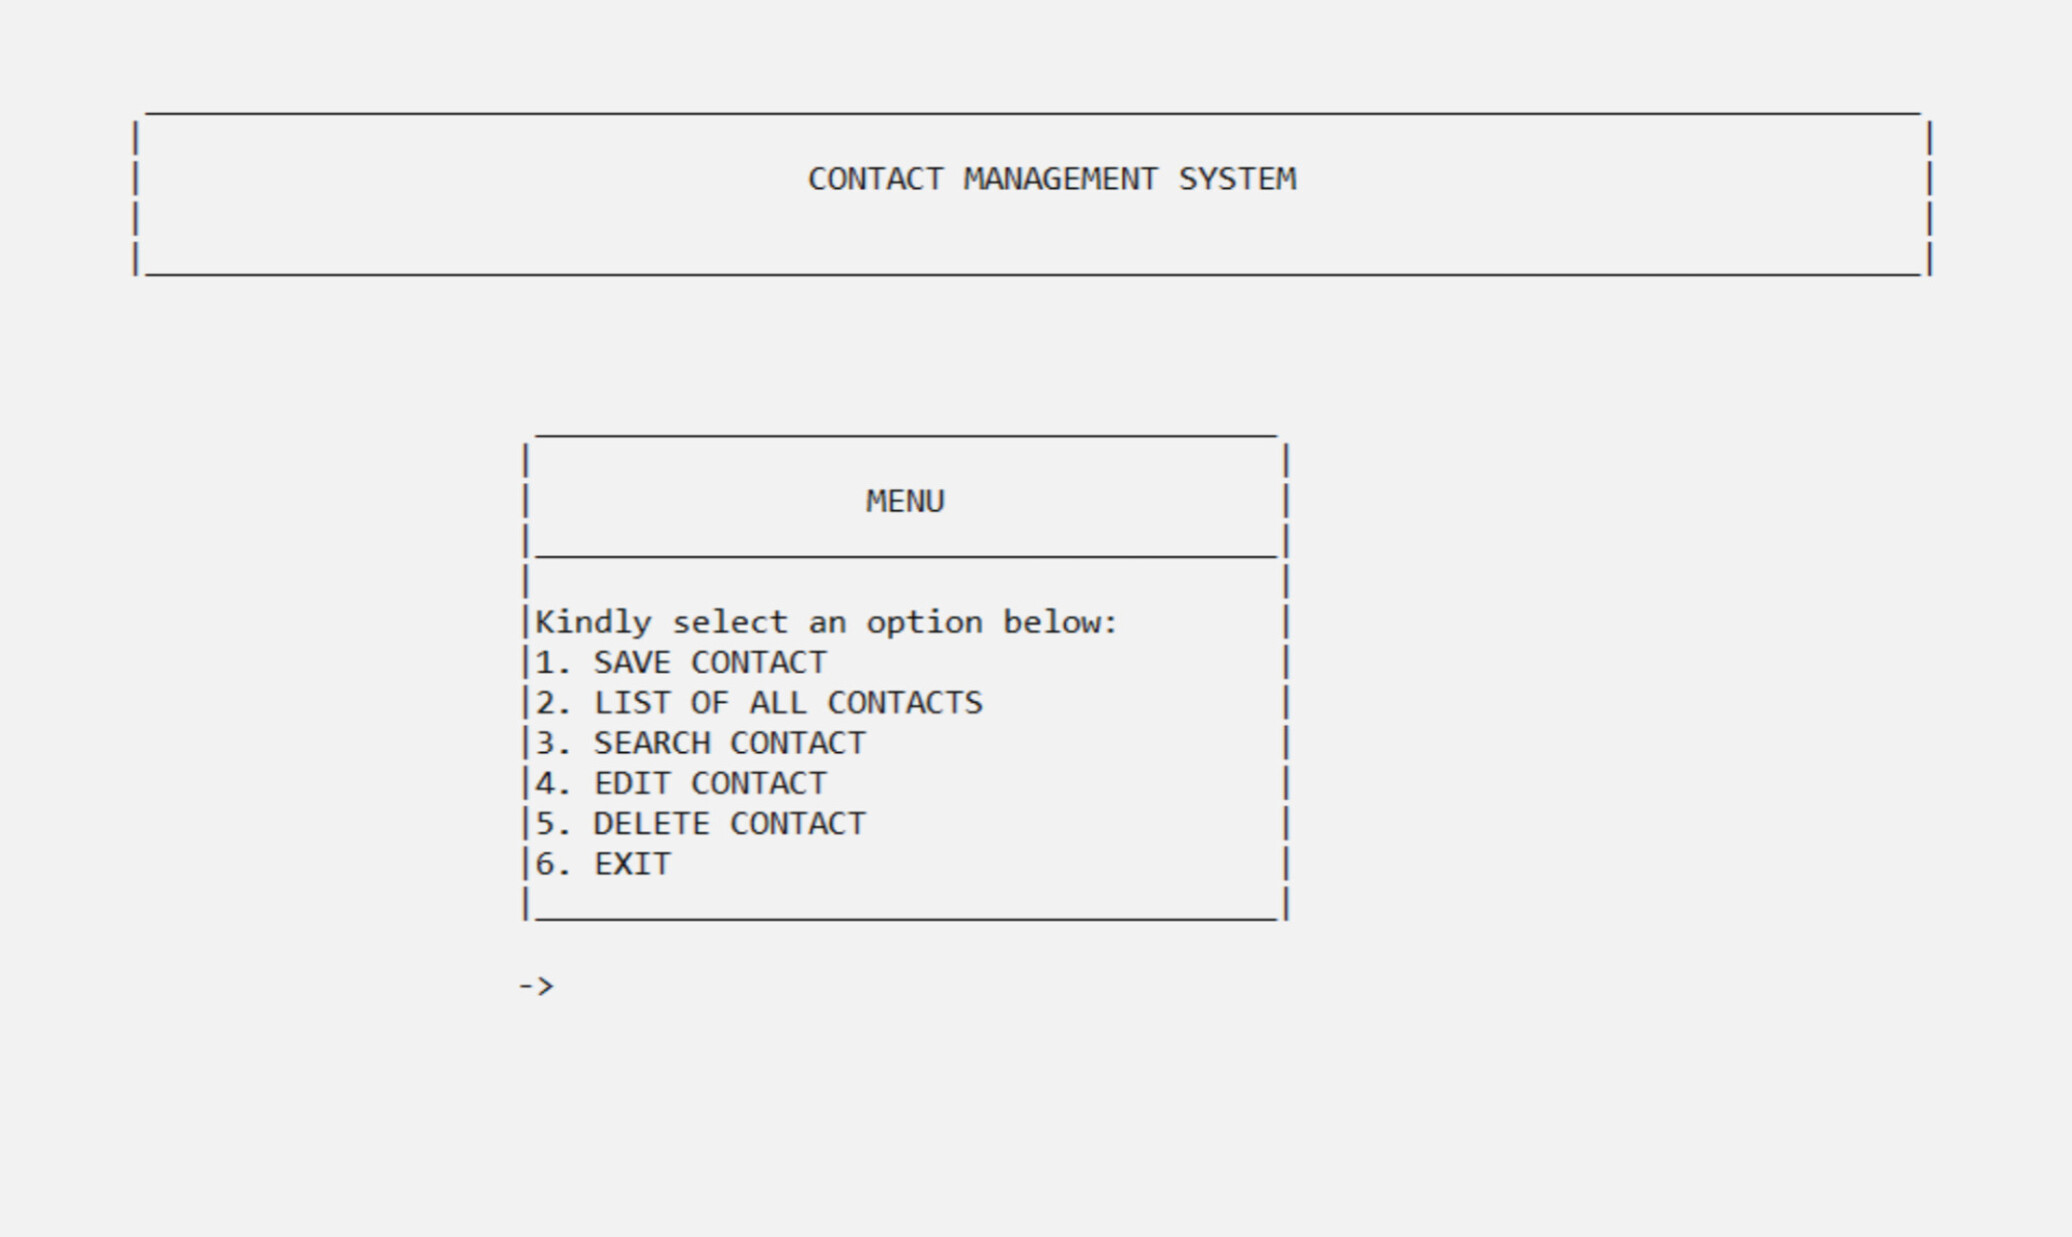 CONTACT MANAGEMENT SYSTEM
MENU
Kindly select an option below:
1. SAVE CONTACT
2. LIST OF ALL CONTACTS
3. SEARCH CONTACT
4. EDIT CONTACT
5. DELETE CONTACT
6. EXIT
->